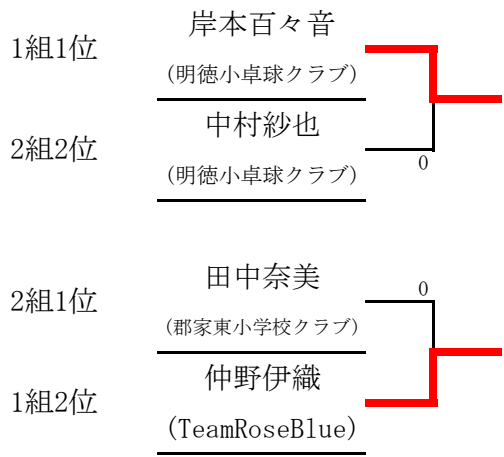 1組1位
岸本百々音
(明徳小卓球クラブ)
2組2位
中村紗也
(明徳小卓球クラブ)
0
2組1位
田中奈美
(郡家東小学校クラブ)
0
1組2位
仲野伊織
(TeamRoseBlue)